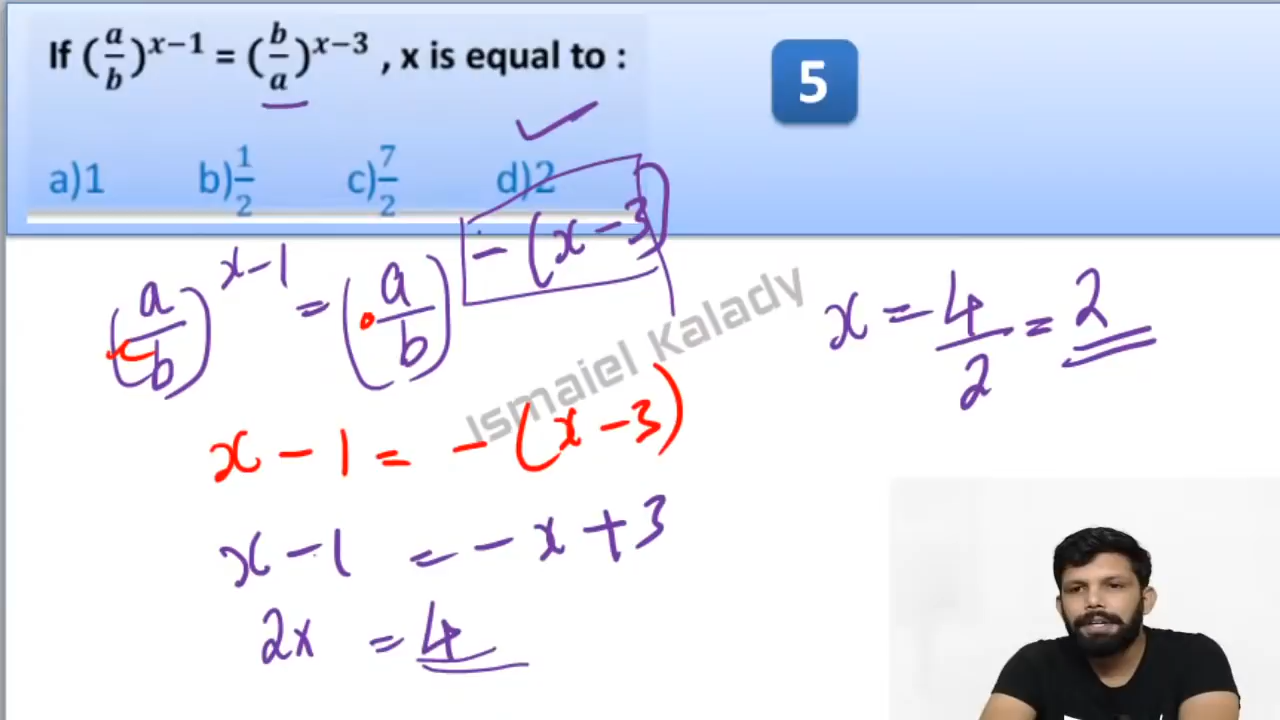 If (a/b)^x−1 = (b/a)^x−3 , x is equal to :
5
a)1 b)1/2 c)7/2 d)2
(a/b)^x−1 = (a/b)^−(x−3)
x = 4/2 = 2
Ismaiel Kalady
x − 1 = − (x − 3)
x − 1 = − x + 3
2x = 4